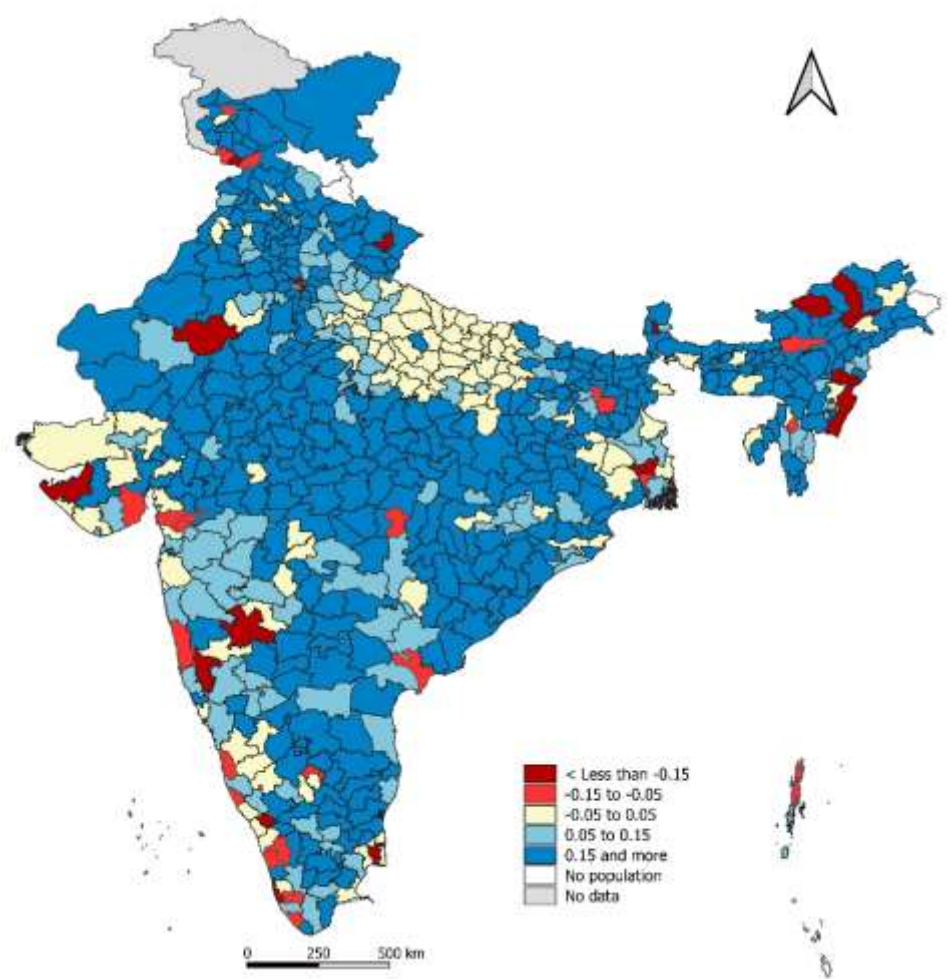 < Less than -0.15
-0.15 to -0.05
-0.05 to 0.05
0.05 to 0.15
0.15 and more
No population
No data
0 250 500 km